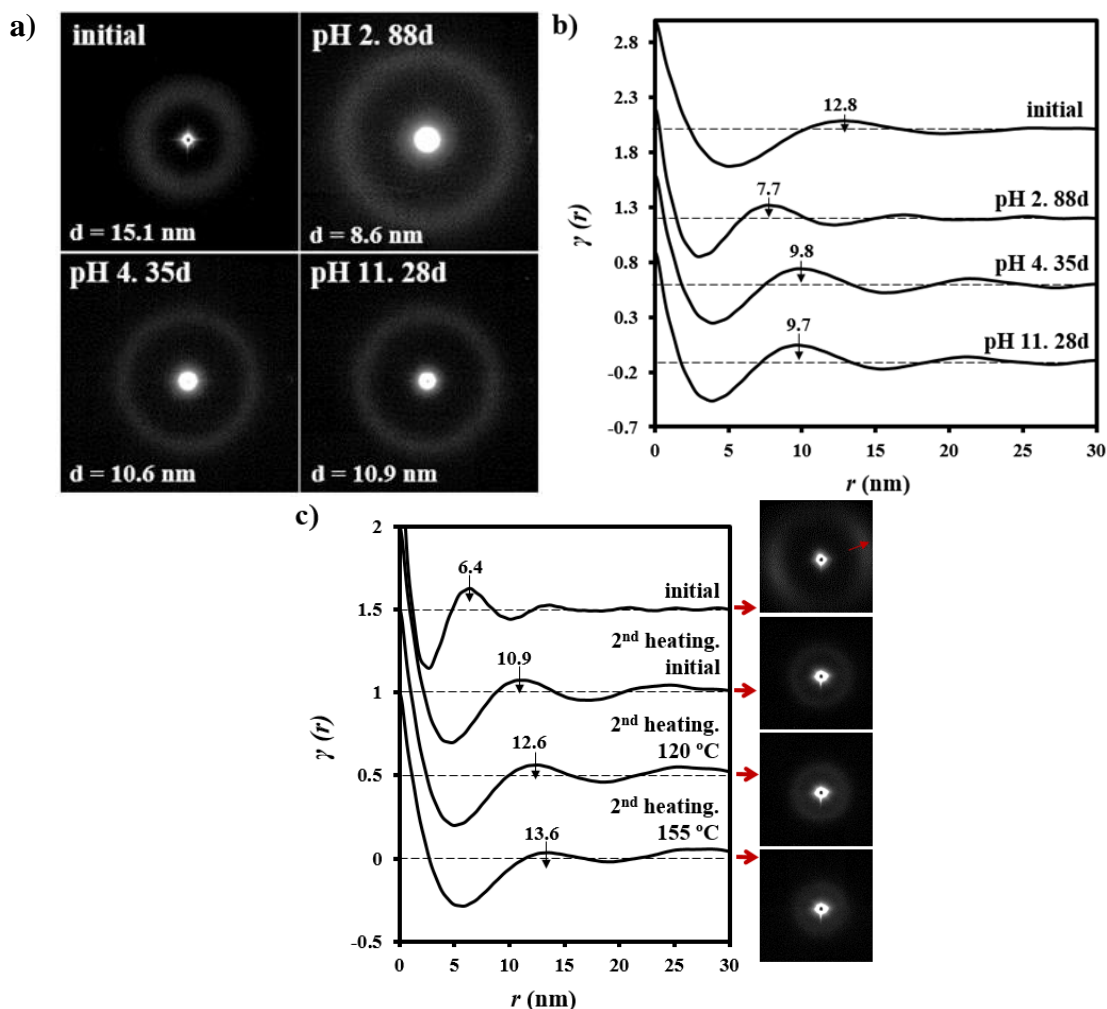 a)
initial
d = 15.1 nm
pH 2. 88d
d = 8.6 nm
pH 4. 35d
d = 10.6 nm
pH 11. 28d
d = 10.9 nm
b)
γ (r)
2.8
2.3
1.8
1.3
0.8
0.3
-0.2
-0.7
12.8
initial
7.7
pH 2. 88d
9.8
pH 4. 35d
9.7
pH 11. 28d
0 5 10 15 20 25 30
r (nm)
c)
γ (r)
2
1.5
1
0.5
0
-0.5
6.4
initial
10.9
2nd heating.
initial
12.6
2nd heating.
120 ºC
13.6
2nd heating.
155 ºC
0 5 10 15 20 25 30
r (nm)